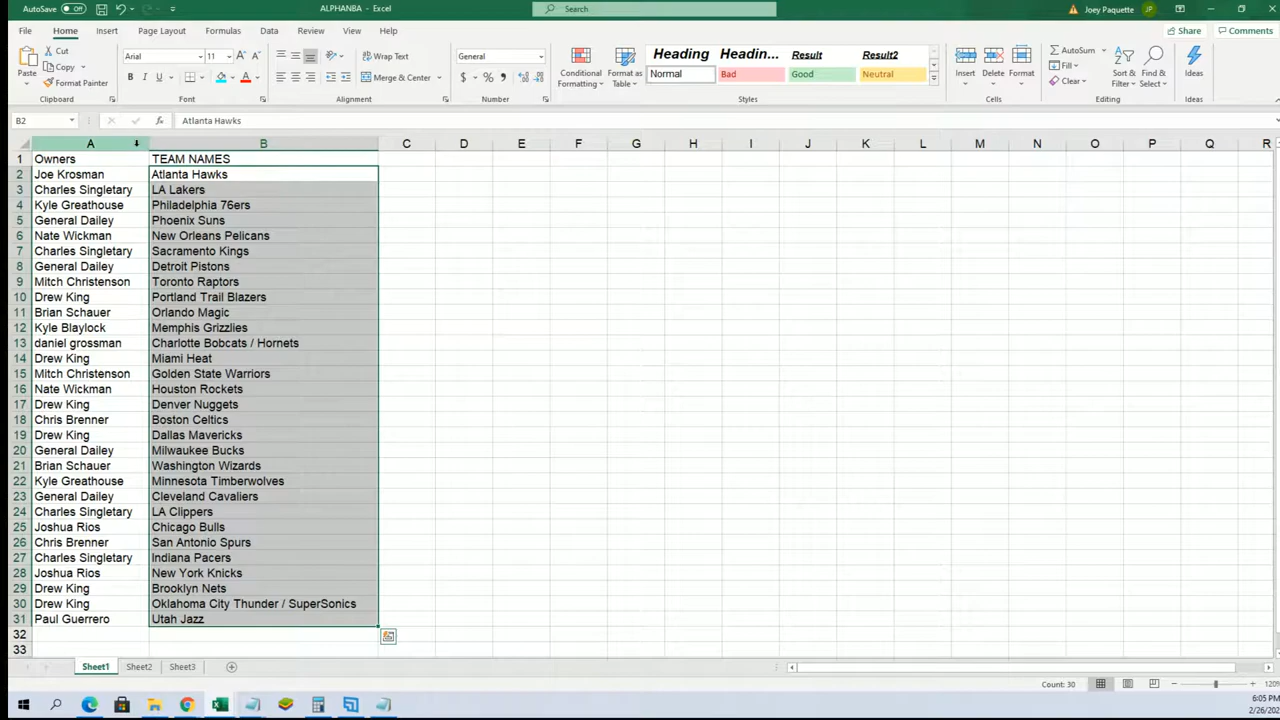 AutoSave Off ALPHANBA - Excel Search Joey Paquette JP
File Home Insert Page Layout Formulas Data Review View Help Share Comments
Paste Cut Copy Format Painter Arial 11 A A Wrap Text General Conditional Formatting Format as Table Heading Headin... Result Result2 Insert Delete Format AutoSum Fill Clear Sort & Filter Find & Select Ideas
B I U A Merge & Center $ % 9 Normal Bad Good Neutral
Clipboard Font Alignment Number Styles Cells Editing Ideas
B2 fx Atlanta Hawks
A B C D E F G H I J K L M N O P Q R
1 Owners TEAM NAMES
2 Joe Krosman Atlanta Hawks
3 Charles Singletary LA Lakers
4 Kyle Greathouse Philadelphia 76ers
5 General Dailey Phoenix Suns
6 Nate Wickman New Orleans Pelicans
7 Charles Singletary Sacramento Kings
8 General Dailey Detroit Pistons
9 Mitch Christenson Toronto Raptors
10 Drew King Portland Trail Blazers
11 Brian Schauer Orlando Magic
12 Kyle Blaylock Memphis Grizzlies
13 daniel grossman Charlotte Bobcats / Hornets
14 Drew King Miami Heat
15 Mitch Christenson Golden State Warriors
16 Nate Wickman Houston Rockets
17 Drew King Denver Nuggets
18 Chris Brenner Boston Celtics
19 Drew King Dallas Mavericks
20 General Dailey Milwaukee Bucks
21 Brian Schauer Washington Wizards
22 Kyle Greathouse Minnesota Timberwolves
23 General Dailey Cleveland Cavaliers
24 Charles Singletary LA Clippers
25 Joshua Rios Chicago Bulls
26 Chris Brenner San Antonio Spurs
27 Charles Singletary Indiana Pacers
28 Joshua Rios New York Knicks
29 Drew King Brooklyn Nets
30 Drew King Oklahoma City Thunder / SuperSonics
31 Paul Guerrero Utah Jazz
32
33
Sheet1 Sheet2 Sheet3
Count: 30 120%
6:05 PM
2/26/202